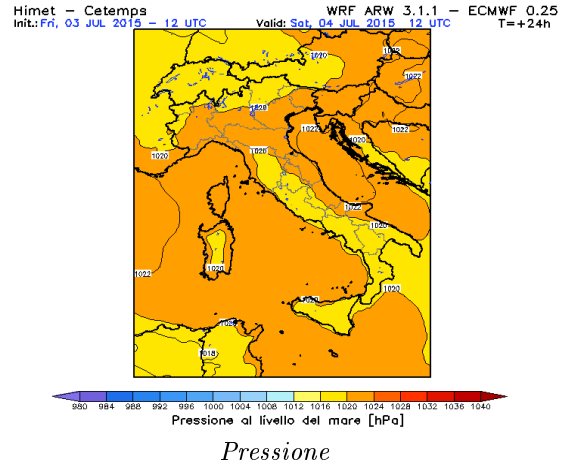 Himet – Cetemps WRF ARW 3.1.1 – ECMWF 0.25
Init.: Fri, 03 JUL 2015 – 12 UTC Valid: Sat, 04 JUL 2015 12 UTC T=+24h
1020
1022
1022
1022
1022
1020
1020
1020
1022
1020
1020
1022
1020
1018
980 984 988 992 996 1000 1004 1008 1012 1016 1020 1024 1028 1032 1036 1040
Pressione al livello del mare [hPa]
Pressione